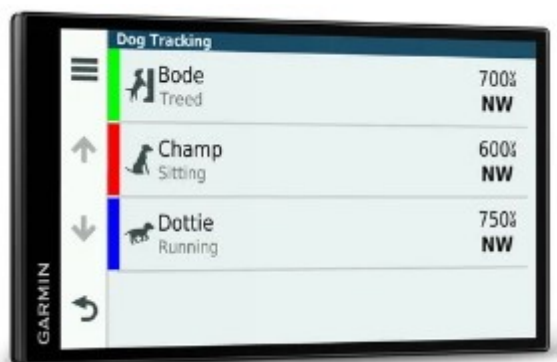 Dog Tracking
Bode
Treed
700
NW
Champ
Sitting
600
NW
Dottie
Running
750
NW
GARMIN